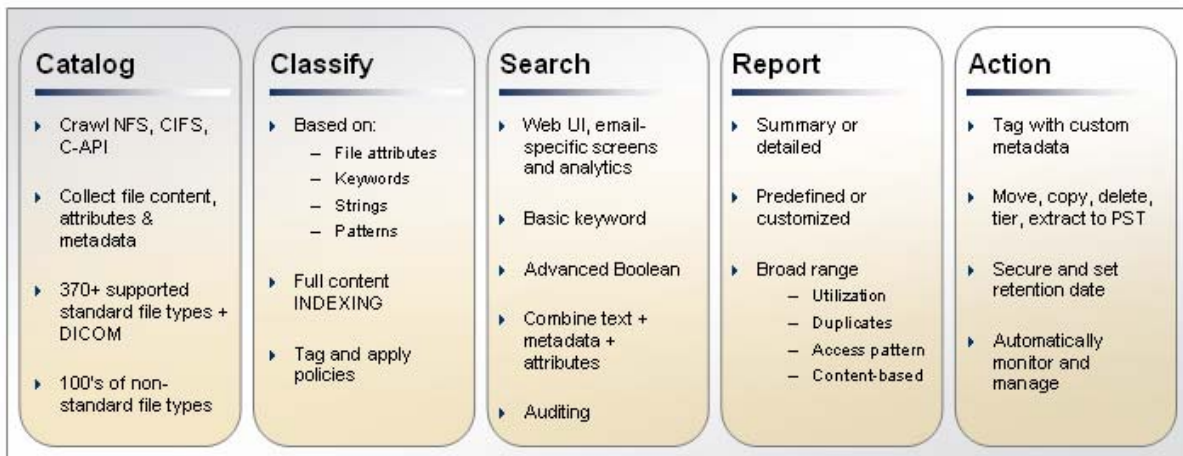 Catalog
Crawl NFS, CIFS,
C-API
Collect file content,
attributes &
metadata
370+ supported
standard file types +
DICOM
100's of non-
standard file types
Classify
Based on:
– File attributes
– Keywords
– Strings
– Patterns
Full content
INDEXING
Tag and apply
policies
Search
Web UI, email-
specific screens
and analytics
Basic keyword
Advanced Boolean
Combine text +
metadata +
attributes
Auditing
Report
Summary or
detailed
Predefined or
customized
Broad range
– Utilization
– Duplicates
– Access pattern
– Content-based
Action
Tag with custom
metadata
Move, copy, delete,
tier, extract to PST
Secure and set
retention date
Automatically
monitor and
manage